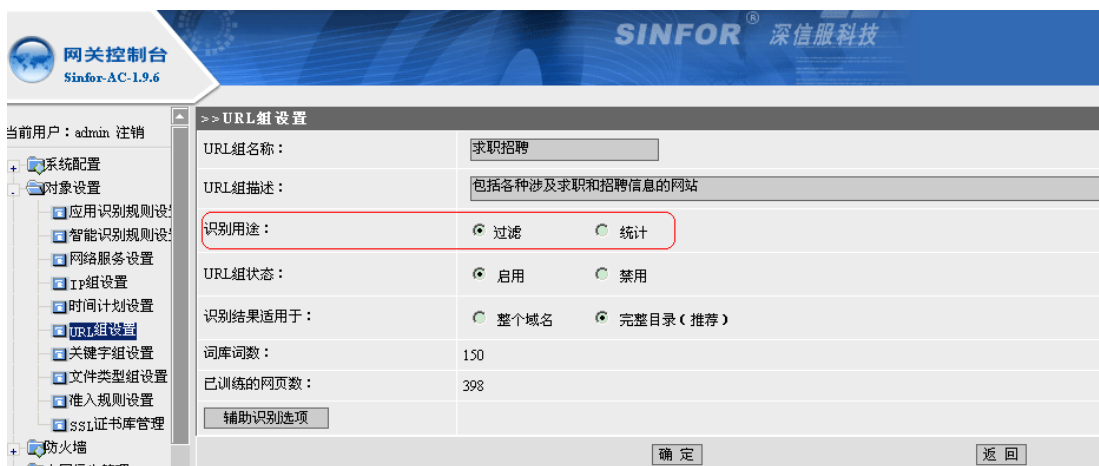 SINFOR® 深信服科技
网关控制台
Sinfor-AC-1.9.6
当前用户：admin 注销
系统配置
对象设置
应用识别规则设
智能识别规则设
网络服务设置
IP组设置
时间计划设置
URL组设置
关键字组设置
文件类型组设置
准入规则设置
SSL证书库管理
防火墙
>>URL组设置
URL组名称： 求职招聘
URL组描述： 包括各种涉及求职和招聘信息的网站
识别用途： 过滤 统计
URL组状态： 启用 禁用
识别结果适用于： 整个域名 完整目录（推荐）
词库词数： 150
已训练的网页数： 398
辅助识别选项
确 定 返 回